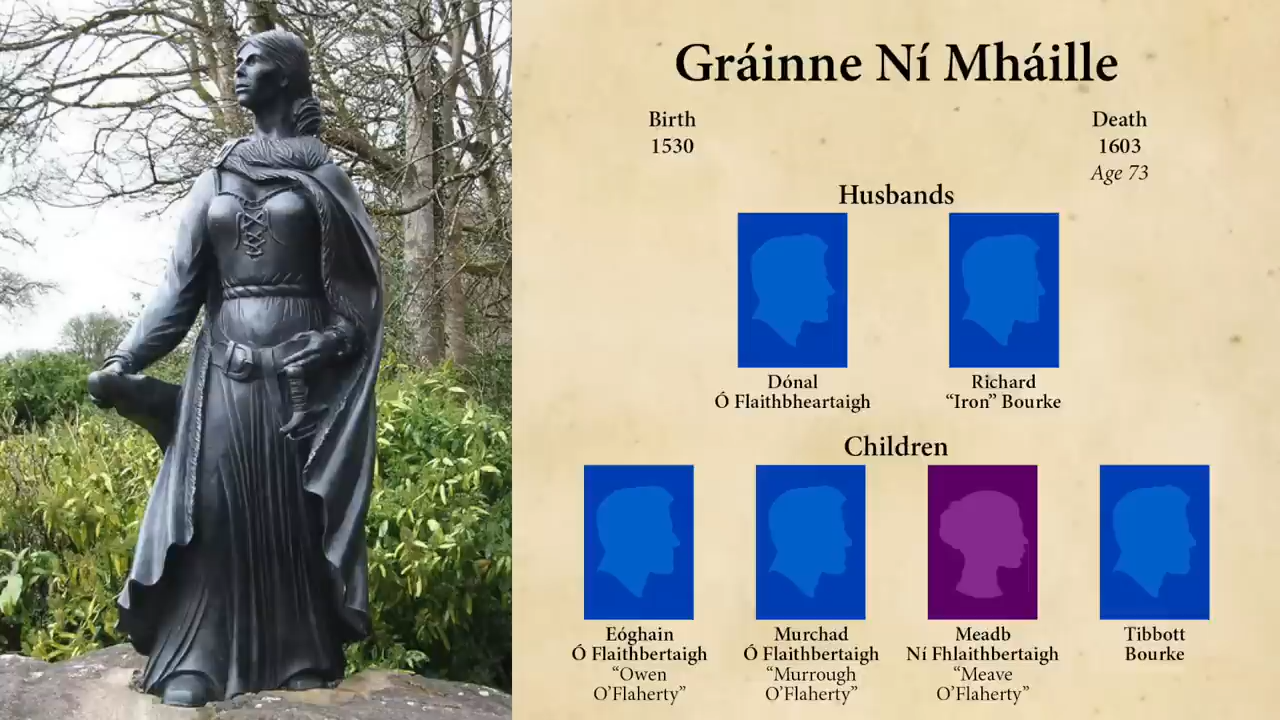 Gráinne Ní Mháille
Birth
1530
Death
1603
Age 73
Husbands
Dónal
Ó Flaithbheartaigh
Richard
“Iron” Bourke
Children
Eóghain
Ó Flaithbertaigh
“Owen
O’Flaherty”
Murchad
Ó Flaithbertaigh
“Murrough
O’Flaherty”
Meadb
Ní Fhlaithbertaigh
“Meave
O’Flaherty”
Tibbott
Bourke